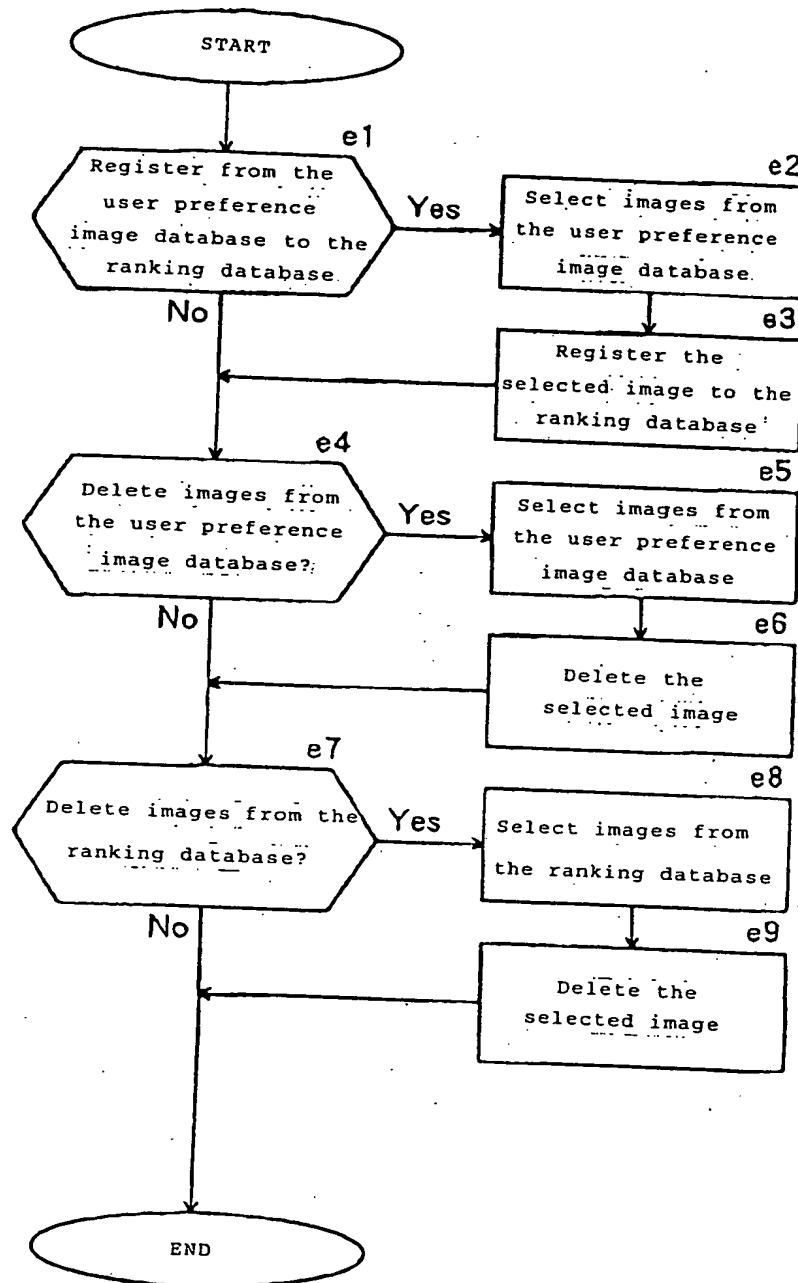 START
e1
Register from the
user preference
image database to the
ranking database
Yes
No
e2
Select images from
the user preference
image database
e3
Register the
selected image to the
ranking database
e4
Delete images from
the user preference
image database?
Yes
No
e5
Select images from
the user preference
image database
e6
Delete the
selected image
e7
Delete images from the
ranking database?
Yes
No
e8
Select images from
the ranking database
e9
Delete the
selected image
END